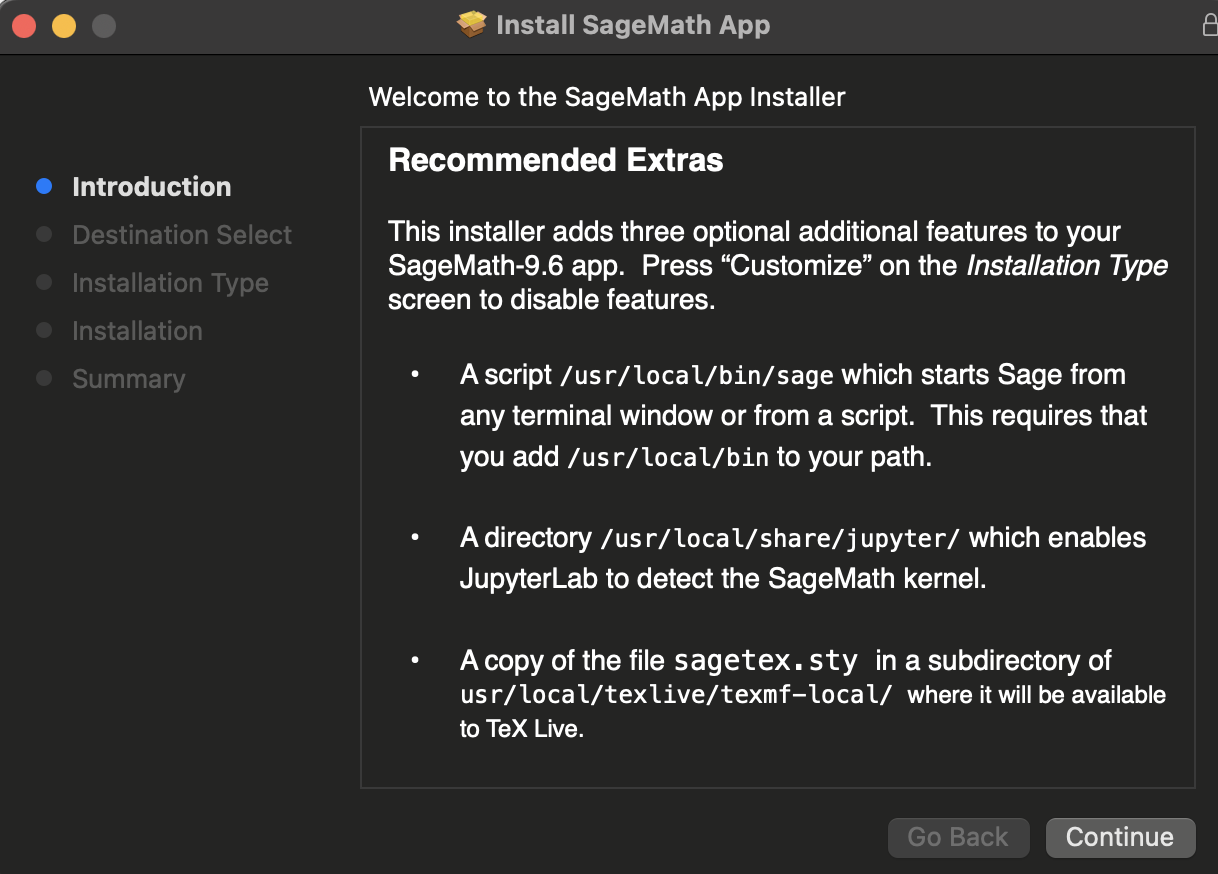 Install SageMath App
Welcome to the SageMath App Installer
Introduction
Destination Select
Installation Type
Installation
Summary
Recommended Extras
This installer adds three optional additional features to your
SageMath-9.6 app.  Press “Customize” on the Installation Type
screen to disable features.
• A script /usr/local/bin/sage which starts Sage from
any terminal window or from a script.  This requires that
you add /usr/local/bin to your path.
• A directory /usr/local/share/jupyter/ which enables
JupyterLab to detect the SageMath kernel.
• A copy of the file sagetex.sty  in a subdirectory of
usr/local/texlive/texmf-local/  where it will be available
to TeX Live.
Go Back
Continue